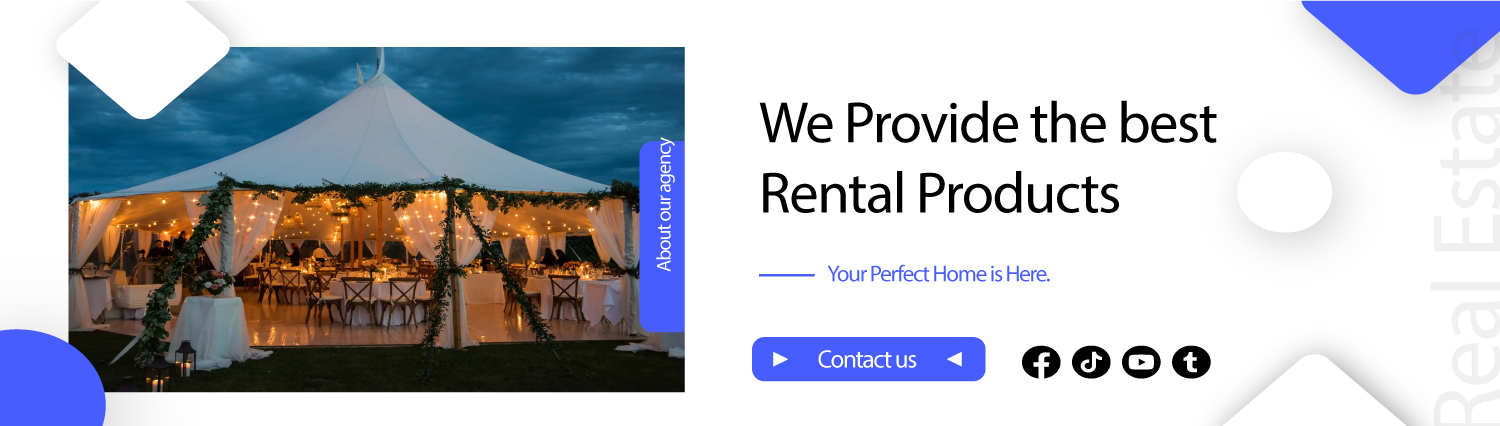 About our agency
We Provide the best
Rental Products
Your Perfect Home is Here.
Contact us
Real Estate